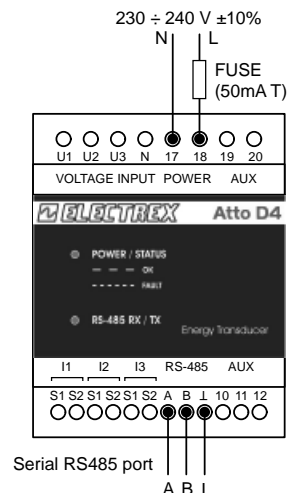 230 ÷ 240 V ±10%
N L
FUSE
(50mA T)
U1 U2 U3 N 17 18 19 20
VOLTAGE INPUT POWER AUX
ELECTREX Atto D4
POWER / STATUS
— — — OK
- - - - - - FAULT
RS-485 RX / TX
Energy Transducer
I1 I2 I3 RS-485 AUX
S1 S2 S1 S2 S1 S2 A B ⊥ 10 11 12
Serial RS485 port
A B ⊥